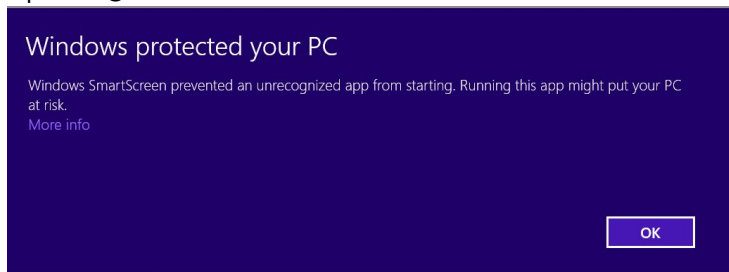 Windows protected your PC
Windows SmartScreen prevented an unrecognized app from starting. Running this app might put your PC
at risk.
More info
OK